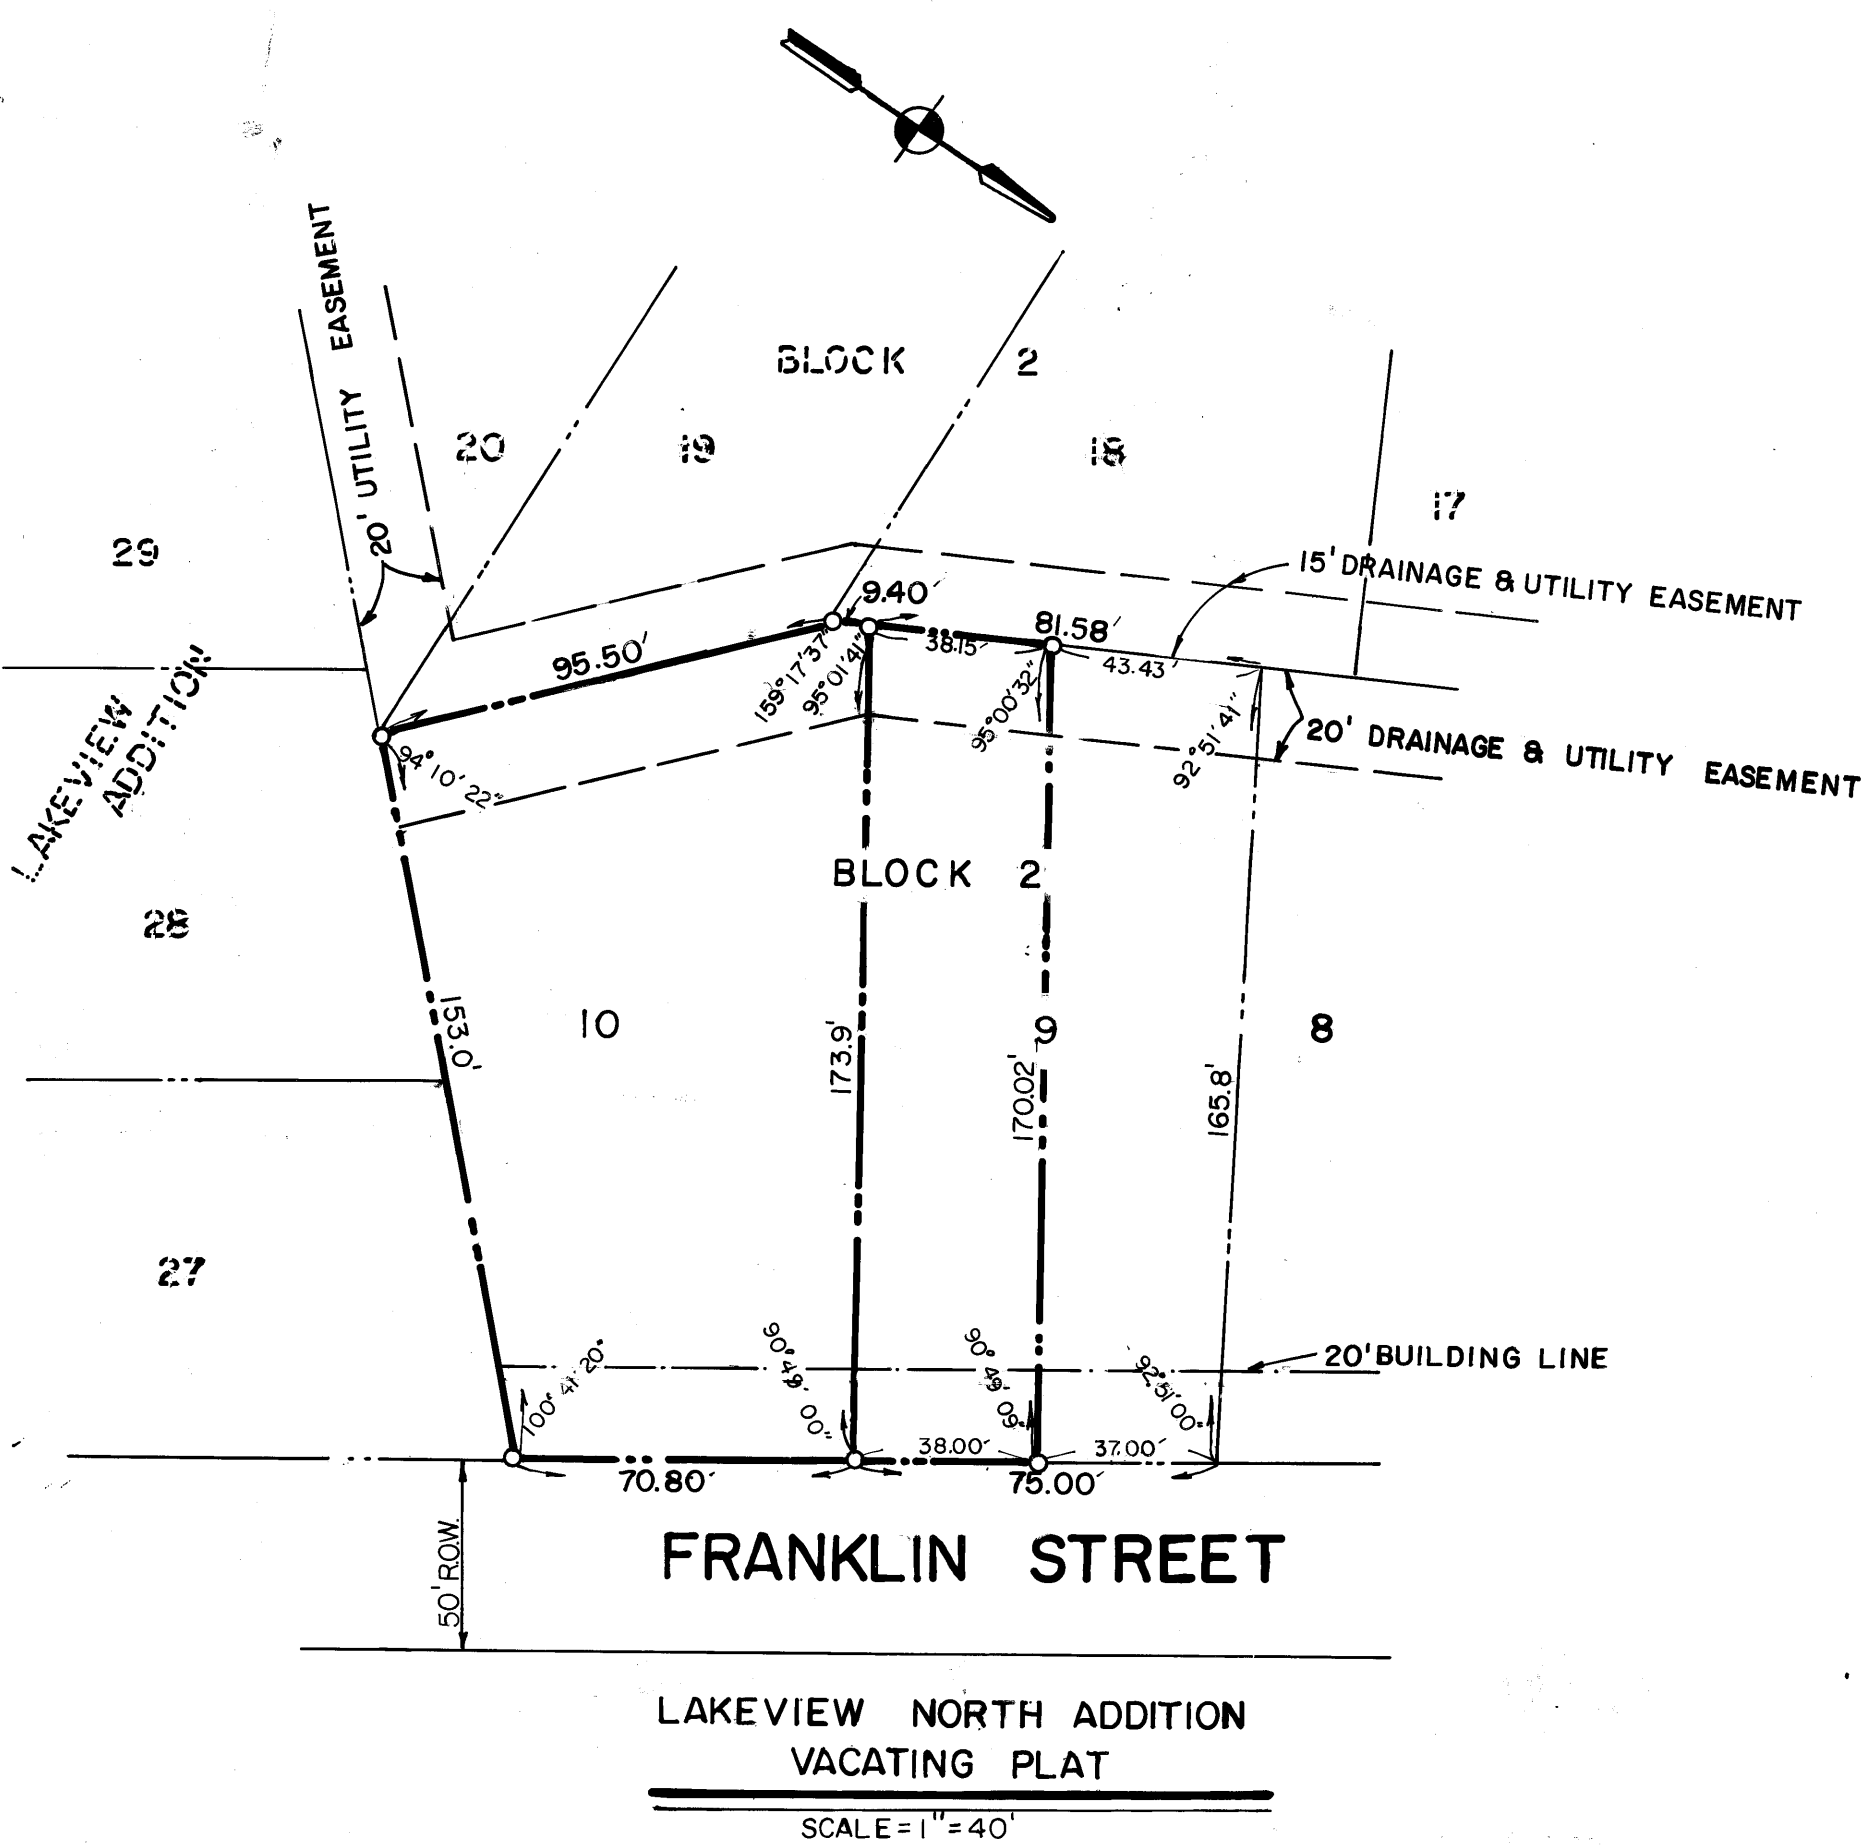 20' UTILITY EASEMENT
BLOCK 2
20
19
18
17
29
15' DRAINAGE & UTILITY EASEMENT
9.40'
81.58'
95.50'
38.15'
43.43'
159°17'37"
95°01'41"
95°00'32"
92°51'41"
20' DRAINAGE & UTILITY EASEMENT
LAKEVIEW
ADDITION
94°10'22"
BLOCK 2
28
153.0'
10
173.9'
9
170.02'
8
165.8'
27
20' BUILDING LINE
100°41'20"
90°49'00"
90°49'09"
92°51'00"
38.00'
37.00'
70.80'
75.00'
50' R.O.W.
FRANKLIN STREET
LAKEVIEW NORTH ADDITION
VACATING PLAT
SCALE=1"=40'